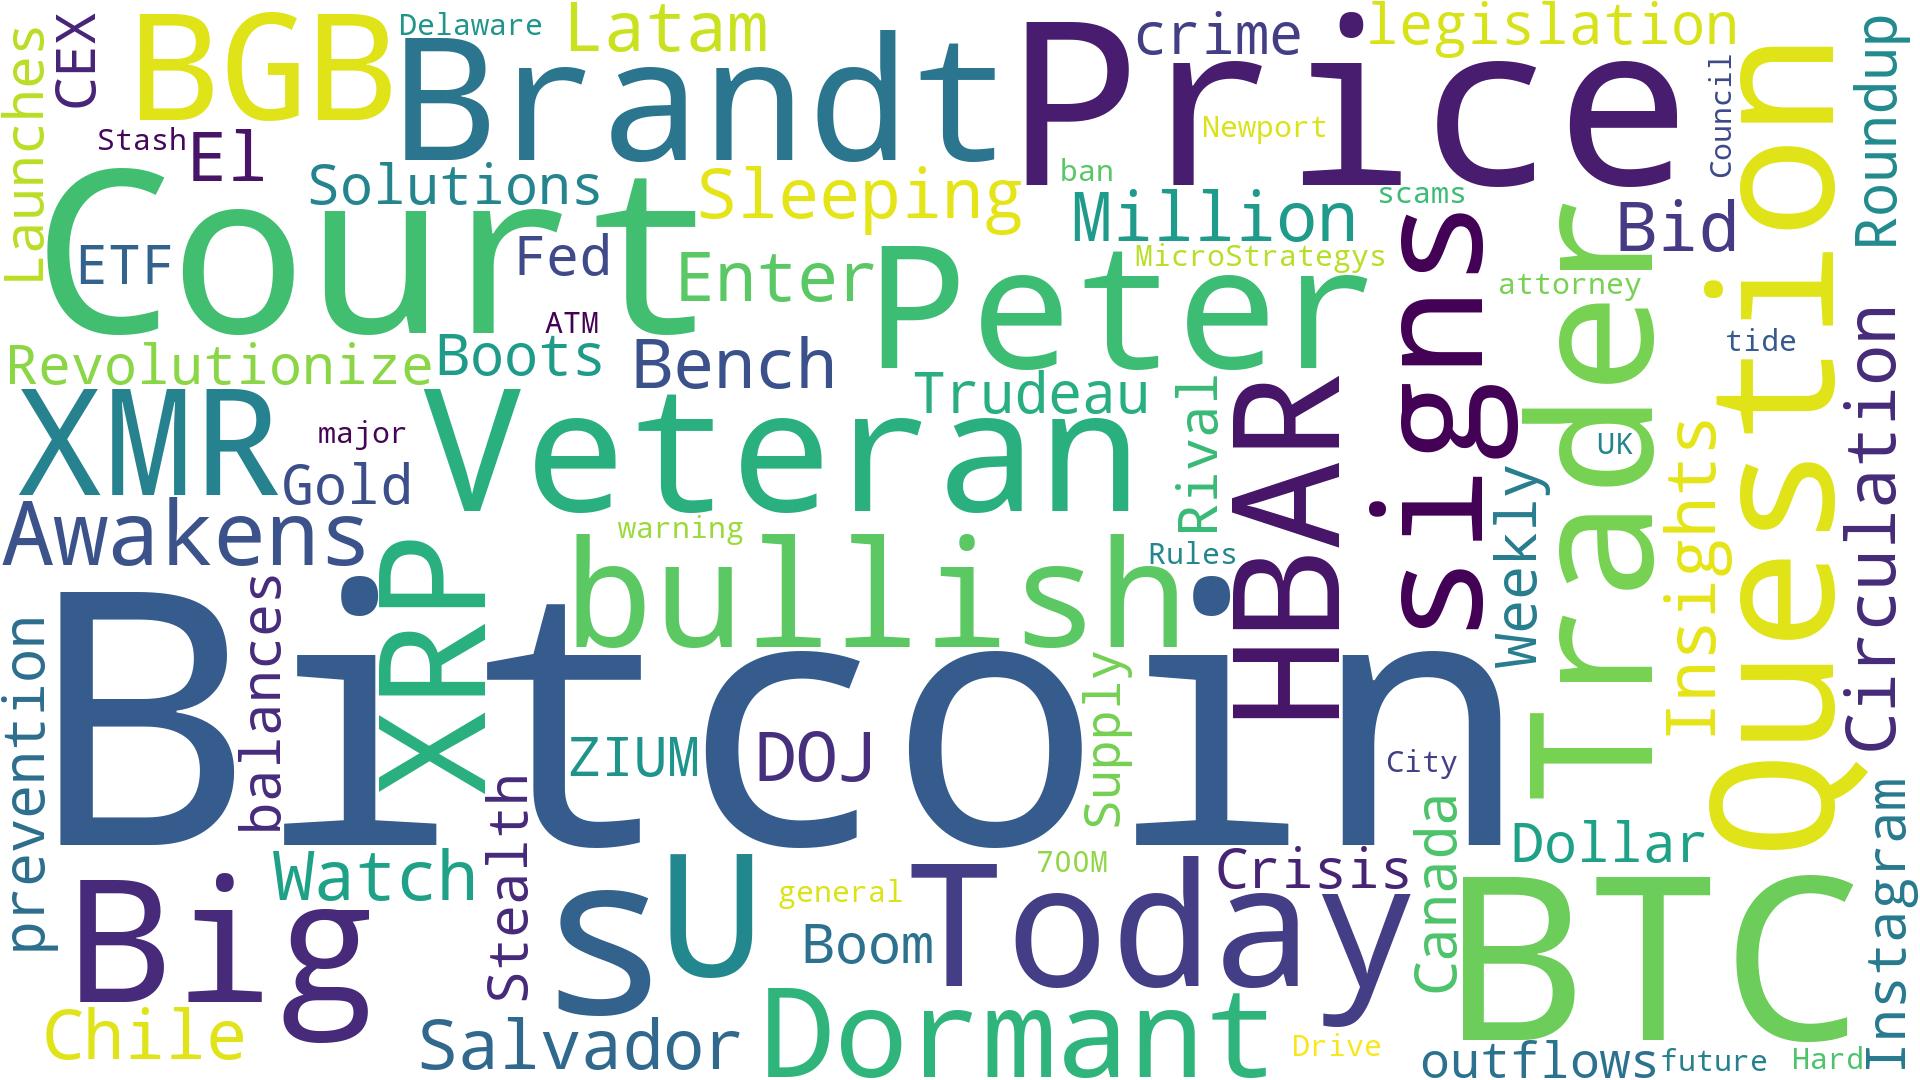 Launches
CEX
BGB
Delaware
Latam
Brandt
Price
crime
legislation
Council
Question
Roundup
Stash
El
Newport
Court
Solutions
Sleeping
ban
Million
scams
signs
Trader
Bid
ETF
Fed
Enter
Peter
MicroStrategys
attorney
ATM
tide
Circulation
Revolutionize
Boots
Bench
Trudeau
Rival
HBAR
XMR
major
Gold
Veteran
UK
Weekly
Insights
Awakens
warning
bullish
Rules
XRP
balances
prevention
Bitcoin
ZIUM
DOJ
Supply
City
Stealth
Canada
Dollar
Instagram
Watch
Big
s
U
700M
general
Today
Crisis
BTC
Boom
Chile
Salvador
Dormant
Drive
outflows
future
Hard